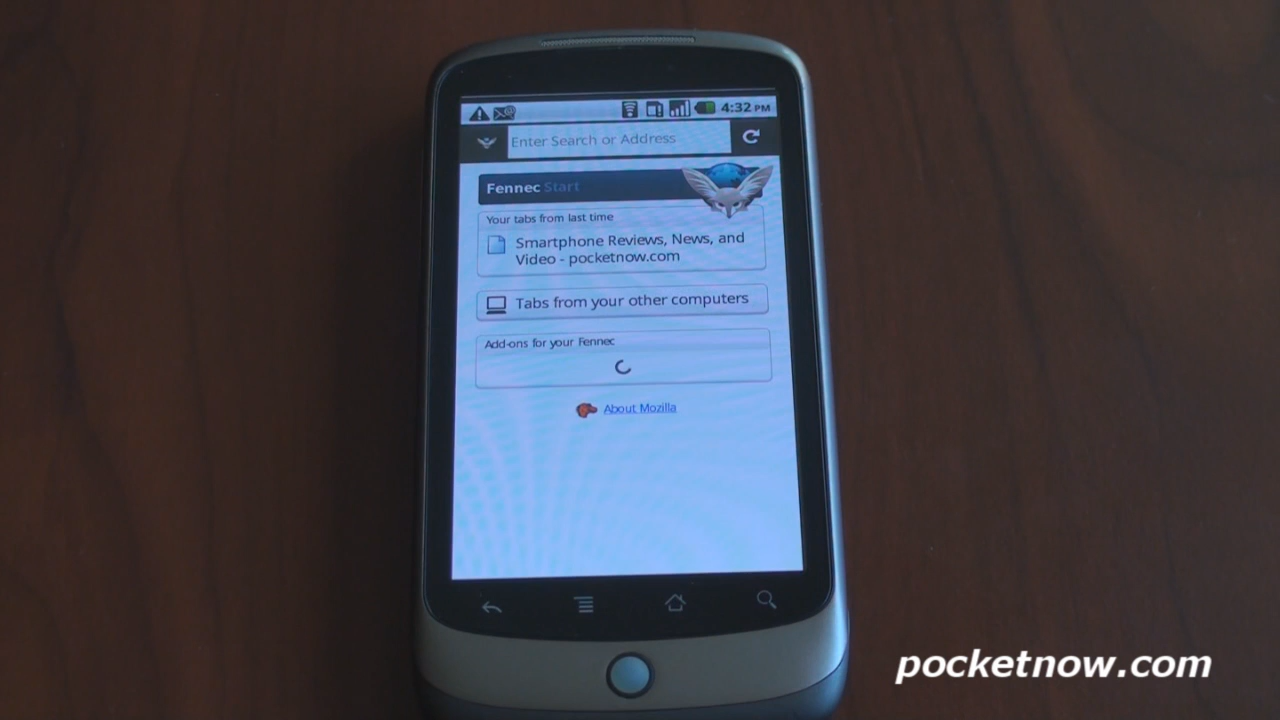 4:32 PM
Enter Search or Address
Fennec Start
Your tabs from last time
Smartphone Reviews, News, and
Video - pocketnow.com
Tabs from your other computers
Add-ons for your Fennec
About Mozilla
pocketnow.com